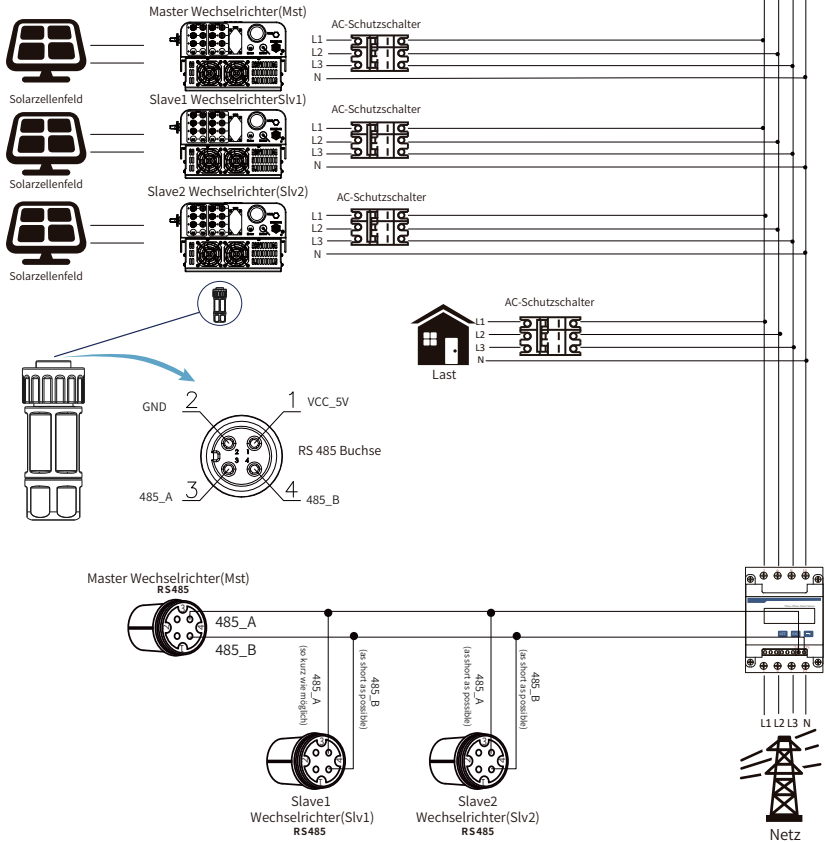 Master Wechselrichter(Mst)
AC-Schutzschalter
L1
L2
L3
N
Solarzellenfeld
Slave1 WechselrichterSlv1)
AC-Schutzschalter
L1
L2
L3
N
Solarzellenfeld
Slave2 Wechselrichter(Slv2)
AC-Schutzschalter
L1
L2
L3
N
Solarzellenfeld
AC-Schutzschalter
L1
L2
L3
N
Last
GND
2
1
VCC_5V
2
1
3
4
RS 485 Buchse
485_A
3
4
485_B
Master Wechselrichter(Mst)
RS485
485_A
485_B
485_A
(so kurz wie möglich)
485_B
(as short as possible)
485_A
(as short as possible)
485_B
(as short as possible)
L1 L2 L3 N
Slave1
Wechselrichter(Slv1)
RS485
Slave2
Wechselrichter(Slv2)
RS485
Netz